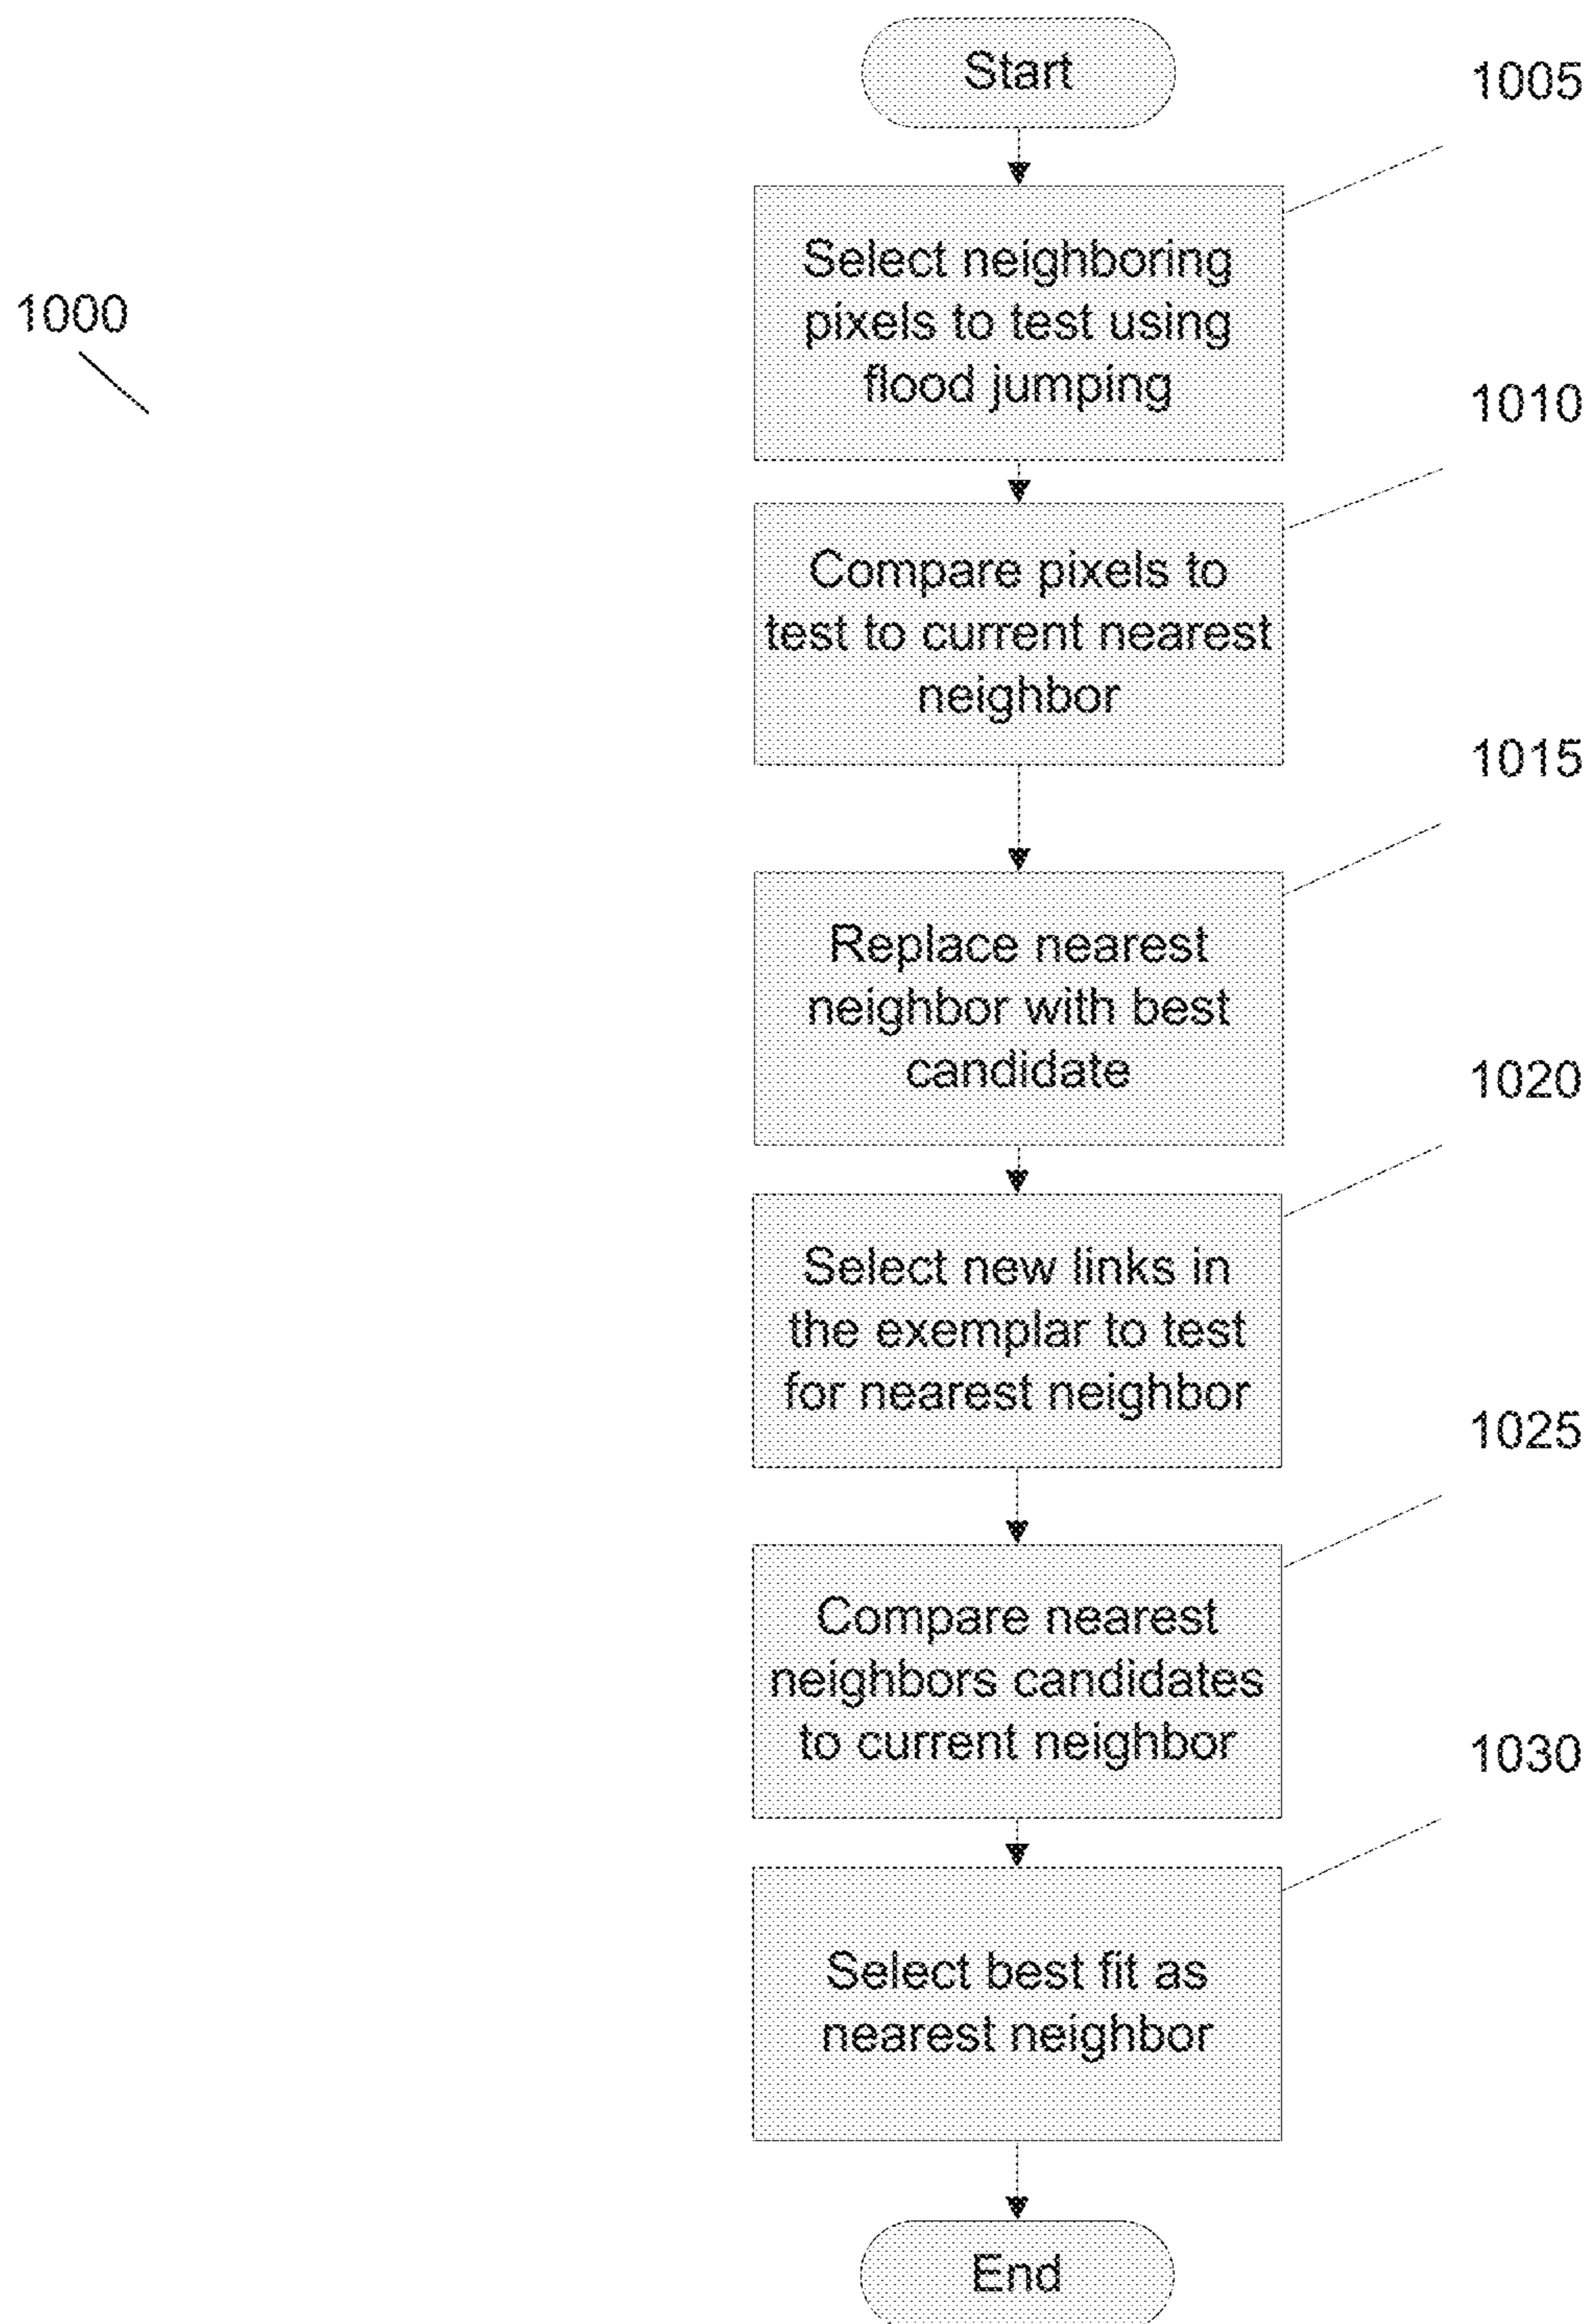 Start
1005
Select neighboring
pixels to test using
flood jumping
1000
1010
Compare pixels to
test to current nearest
neighbor
1015
Replace nearest
neighbor with best
candidate
1020
Select new links in
the exemplar to test
for nearest neighbor
1025
Compare nearest
neighbors candidates
to current neighbor
1030
Select best fit as
nearest neighbor
End